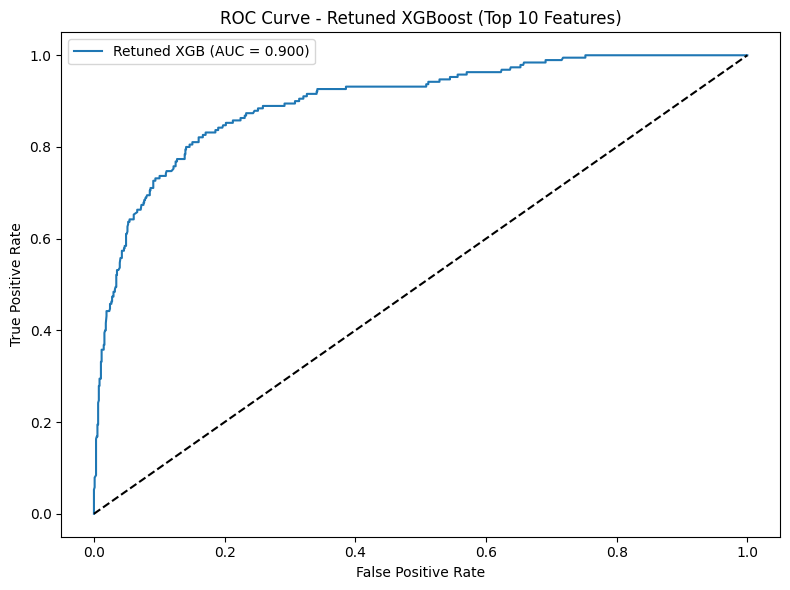 ROC Curve - Retuned XGBoost (Top 10 Features)
Retuned XGB (AUC = 0.900)
True Positive Rate
1.0
0.8
0.6
0.4
0.2
0.0
0.0 0.2 0.4 0.6 0.8 1.0
False Positive Rate